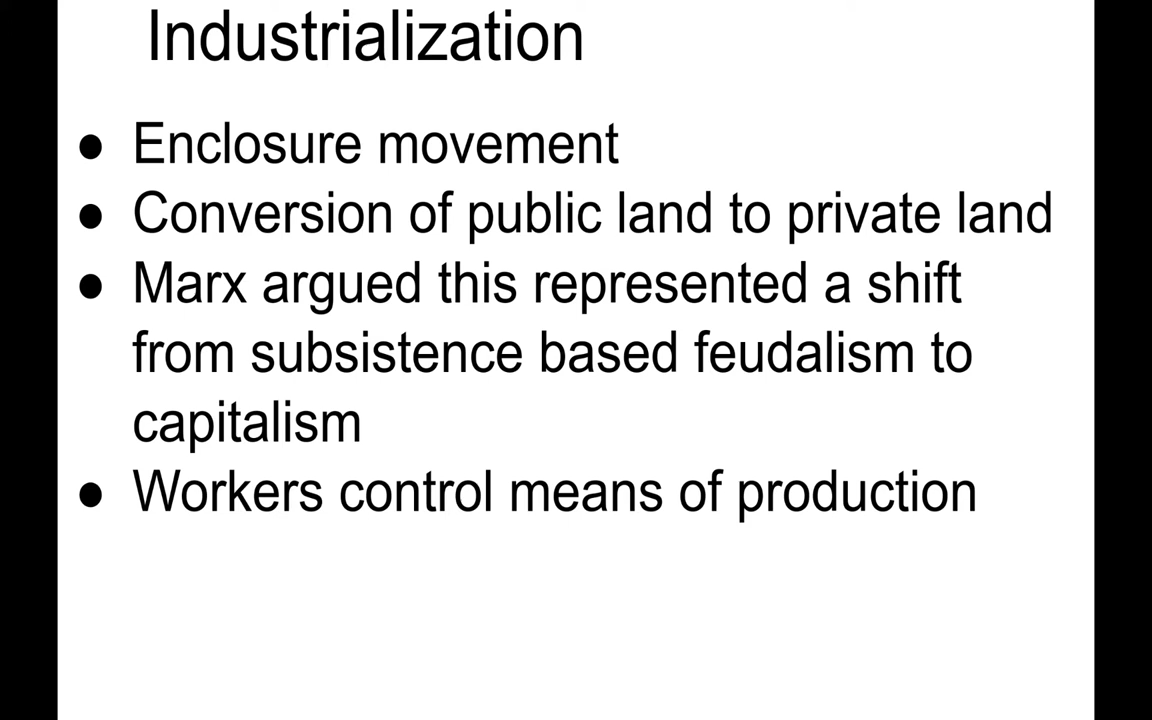 Industrialization
● Enclosure movement
● Conversion of public land to private land
● Marx argued this represented a shift
from subsistence based feudalism to
capitalism
● Workers control means of production